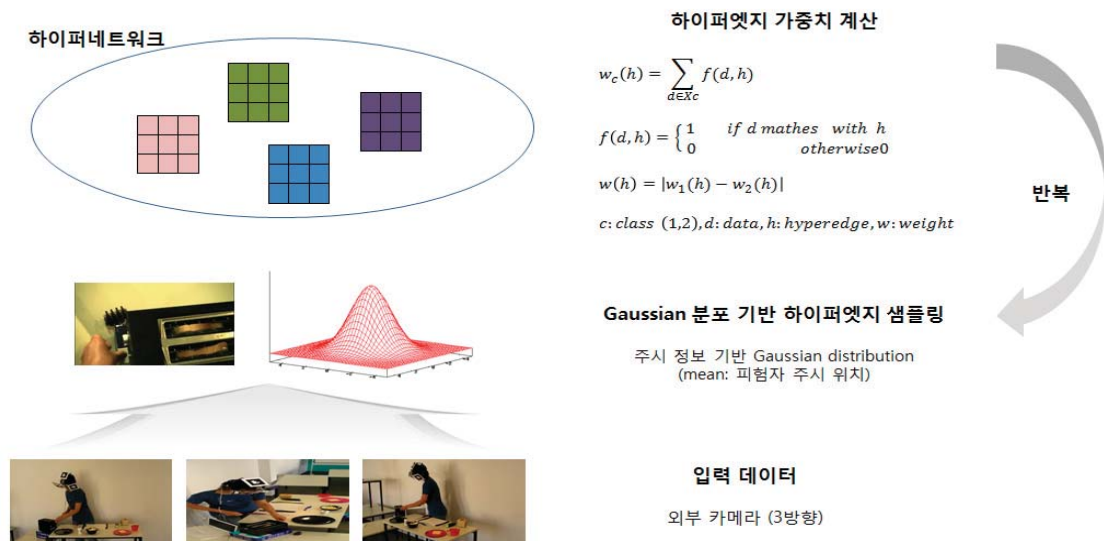 하이퍼네트워크
하이퍼엣지 가중치 계산
w_c(h) = ∑_{d∈Xc} f(d, h)
f(d, h) = { 1 if d mathes with h
0 otherwise0
w(h) = |w_1(h) − w_2(h)|
c: class (1,2), d: data, h: hyperedge, w: weight
반복
Gaussian 분포 기반 하이퍼엣지 샘플링
주시 정보 기반 Gaussian distribution
(mean: 피험자 주시 위치)
입력 데이터
외부 카메라 (3방향)